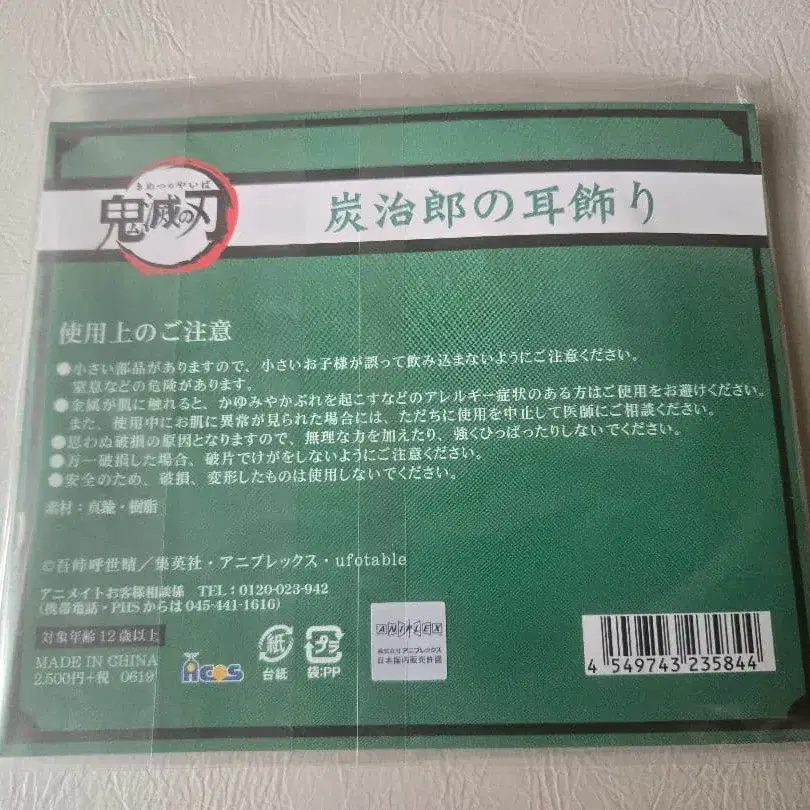 きめつのやいば
鬼滅の刃
炭治郎の耳飾り
使用上のご注意
●小さい部品がありますので、小さいお子様が誤って飲み込まないようにご注意ください。
窒息などの危険があります。
●金属が肌に触れると、かゆみやかぶれを起こすなどのアレルギー症状のある方はご使用をお避けください。
また、使用中にお肌に異常が見られた場合には、ただちに使用を中止して医師にご相談ください。
●思わぬ破損の原因となりますので、無理な力を加えたり、強くひっぱったりしないでください。
●万一破損した場合、破片でけがをしないようにご注意ください。
●安全のため、破損、変形したものは使用しないでください。
素材：真鍮・樹脂
©吾峠呼世晴／集英社・アニプレックス・ufotable
アニメイトお客様相談係 TEL：0120-023-942
(携帯電話・PHSからは045-441-1616)
対象年齢12歳以上
MADE IN CHINA
2,500円+税 0619
ACOS
紙
台紙
プラ
袋:PP
ANIPLEX
株式会社アニプレックス
日本国内販売許諾
4 549743 235844